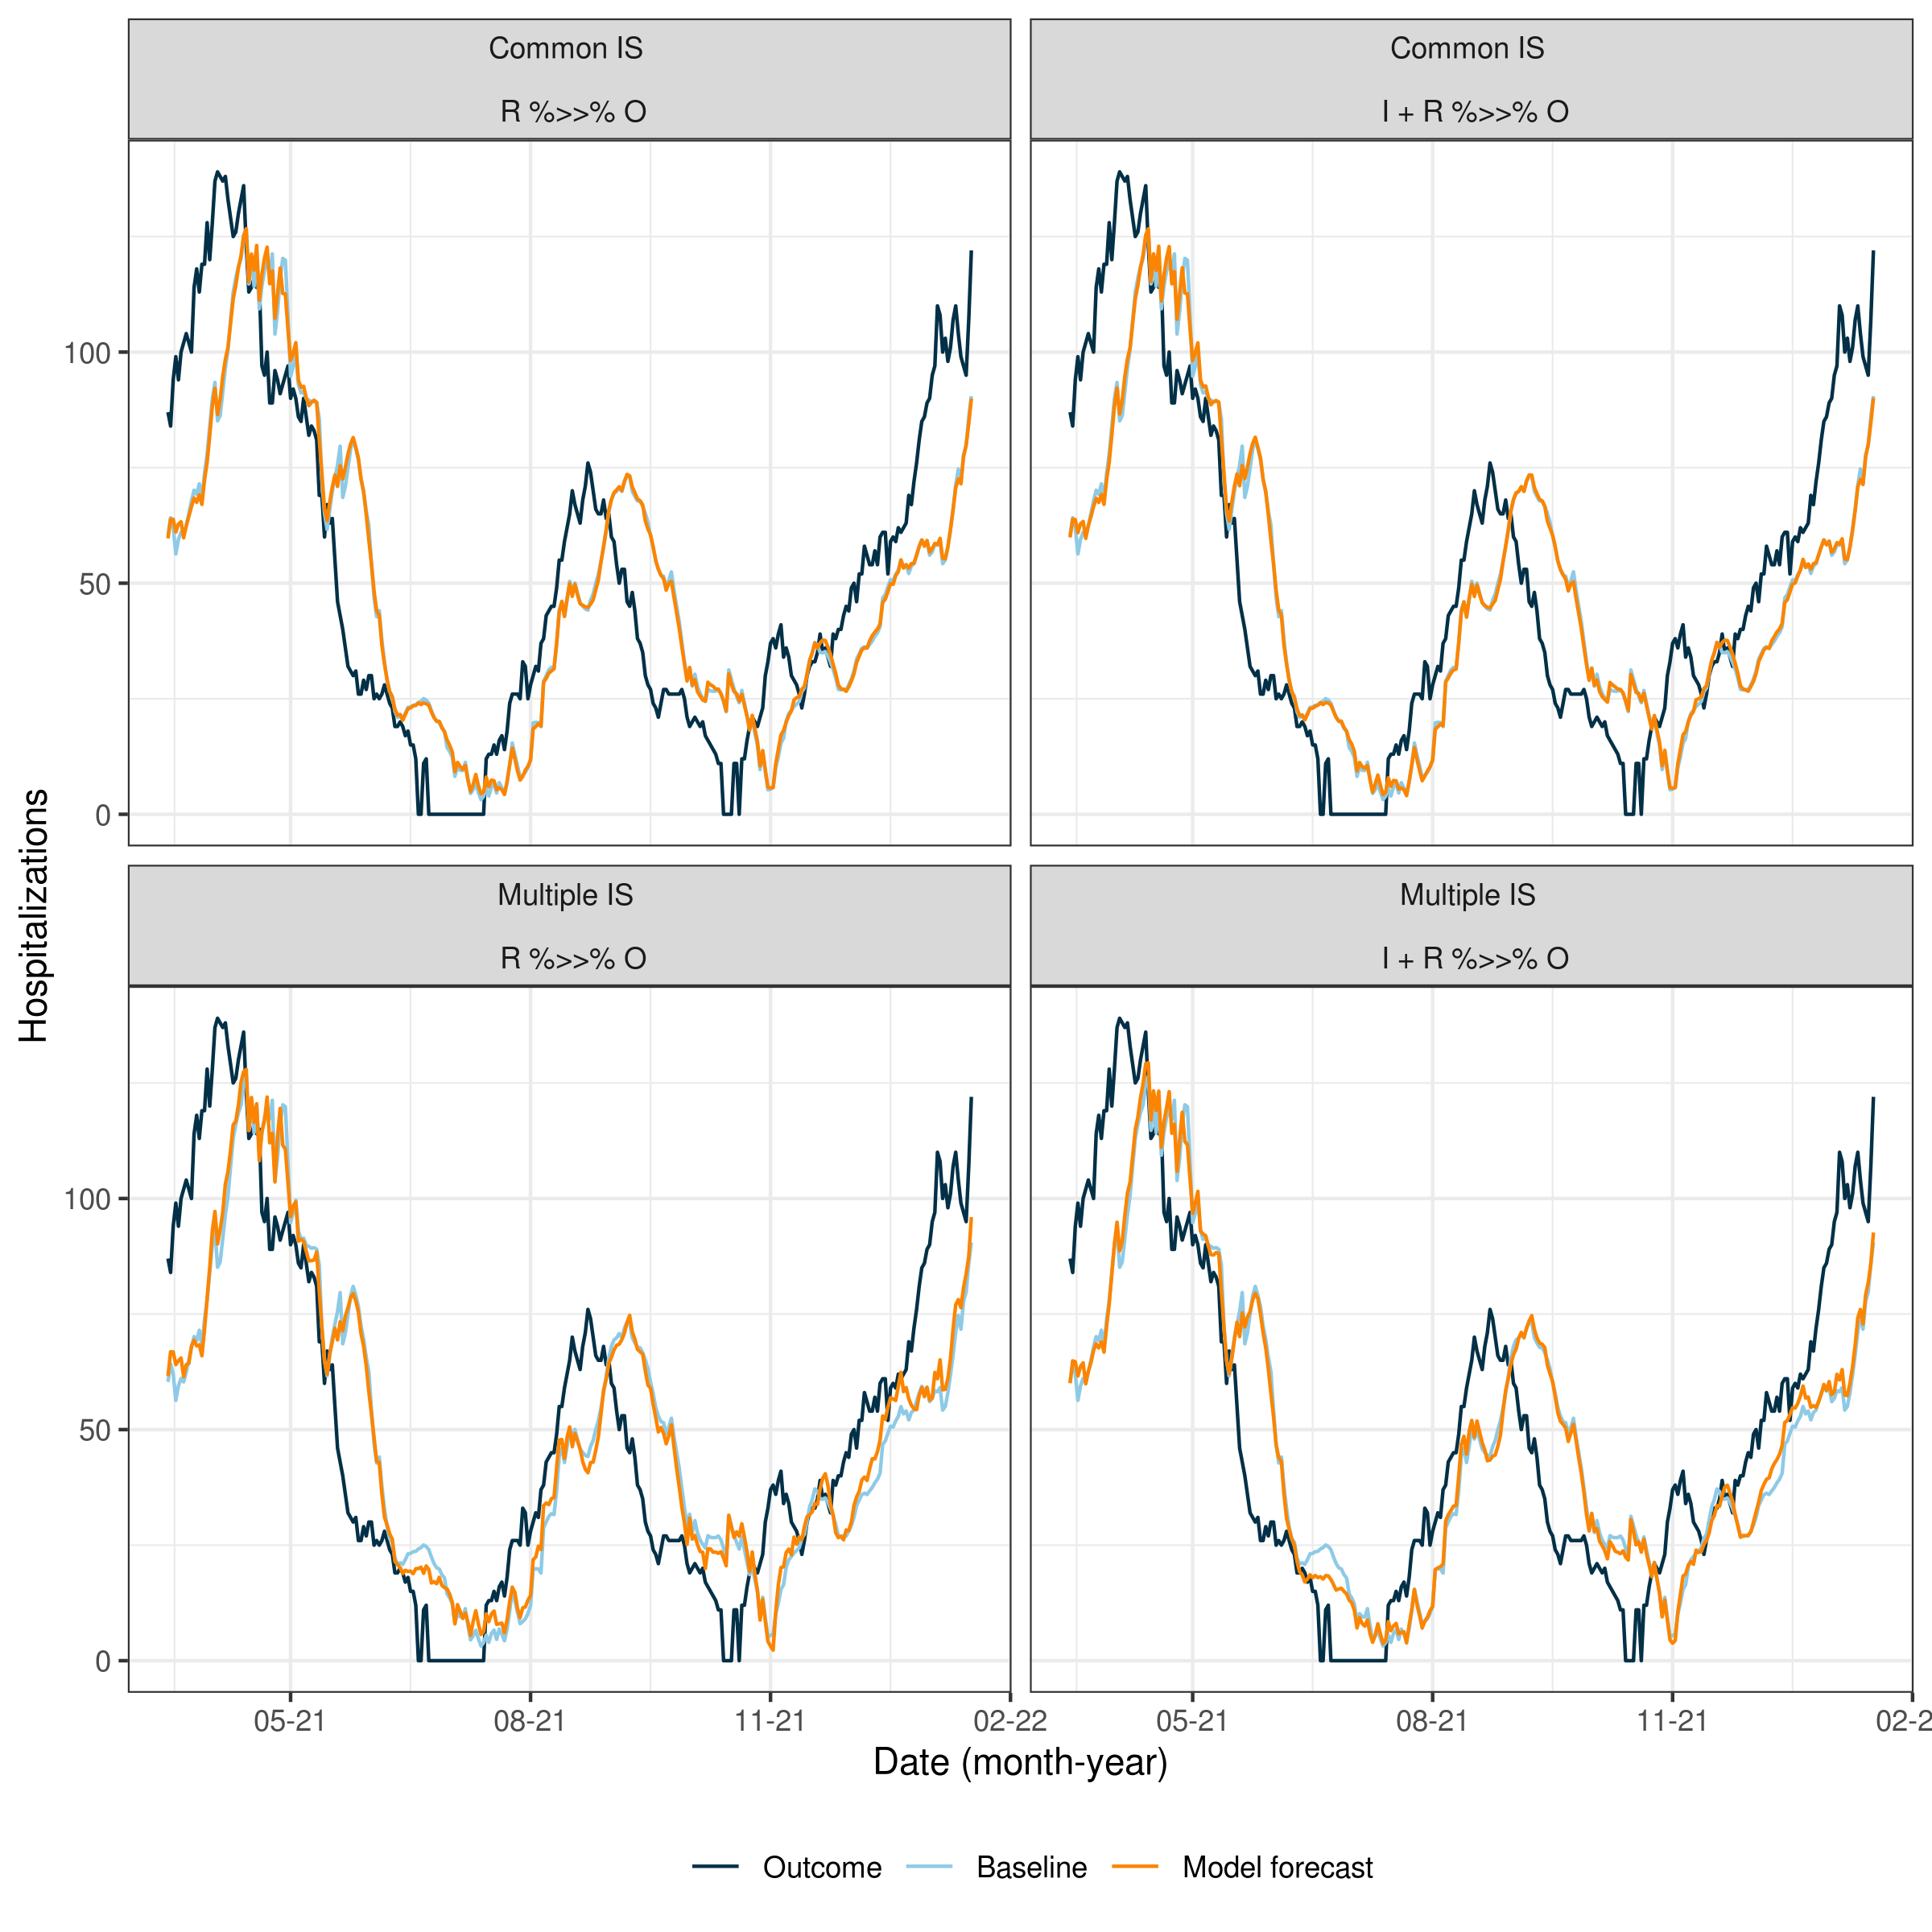 Common IS
R %>>% O
Common IS
I + R %>>% O
100
50
0
Multiple IS
R %>>% O
Multiple IS
I + R %>>% O
100
50
0
Hospitalizations
05-21
08-21
11-21
02-22
05-21
08-21
11-21
02-2
Date (month-year)
Outcome
Baseline
Model forecast